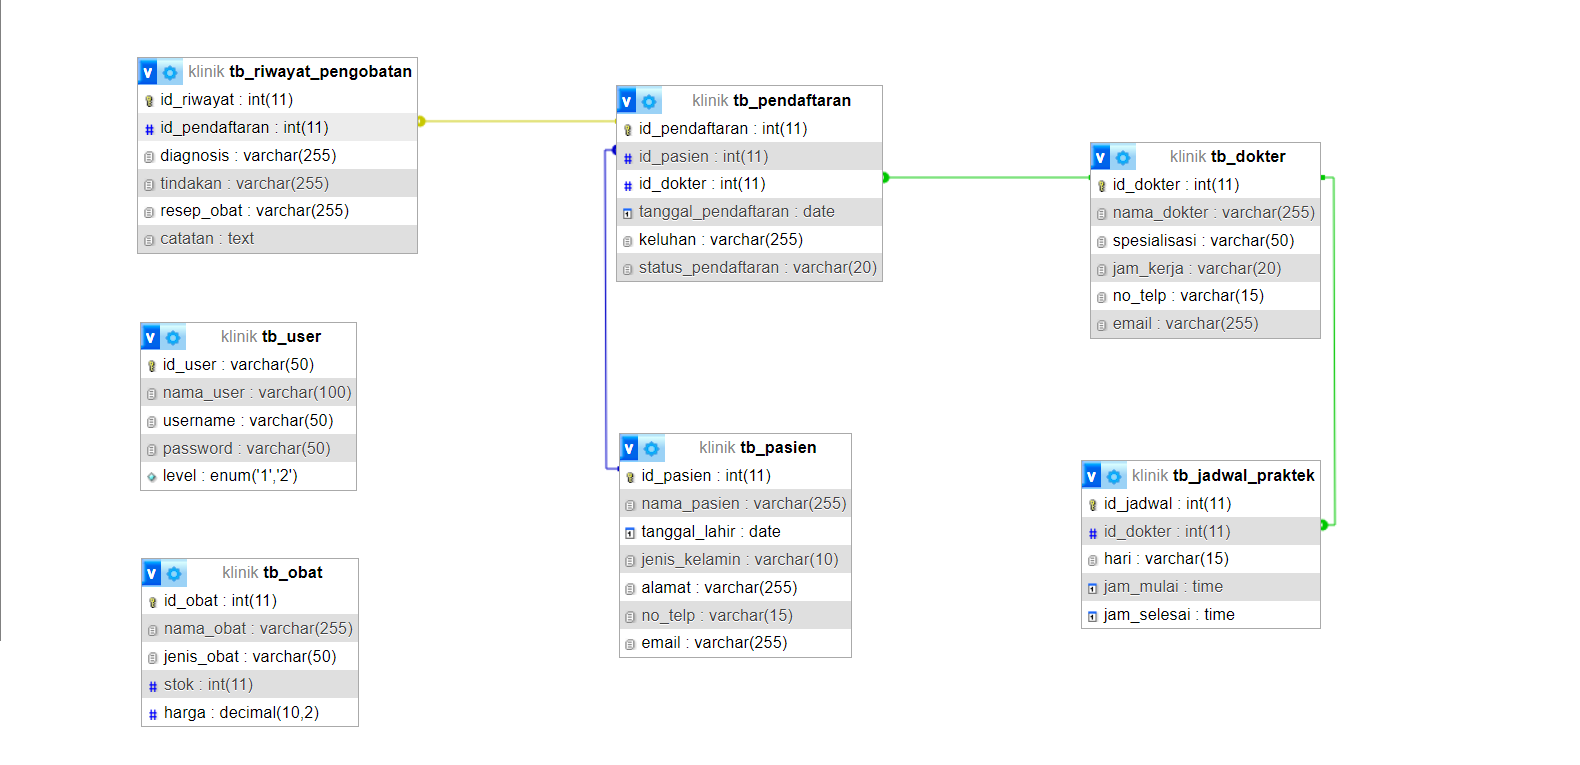 v klinik tb_riwayat_pengobatan
id_riwayat : int(11)
# id_pendaftaran : int(11)
diagnosis : varchar(255)
tindakan : varchar(255)
resep_obat : varchar(255)
catatan : text
v klinik tb_user
id_user : varchar(50)
nama_user : varchar(100)
username : varchar(50)
password : varchar(50)
level : enum('1','2')
v klinik tb_obat
id_obat : int(11)
nama_obat : varchar(255)
jenis_obat : varchar(50)
# stok : int(11)
# harga : decimal(10,2)
v klinik tb_pendaftaran
id_pendaftaran : int(11)
# id_pasien : int(11)
# id_dokter : int(11)
tanggal_pendaftaran : date
keluhan : varchar(255)
status_pendaftaran : varchar(20)
v klinik tb_pasien
id_pasien : int(11)
nama_pasien : varchar(255)
tanggal_lahir : date
jenis_kelamin : varchar(10)
alamat : varchar(255)
no_telp : varchar(15)
email : varchar(255)
v klinik tb_dokter
id_dokter : int(11)
nama_dokter : varchar(255)
spesialisasi : varchar(50)
jam_kerja : varchar(20)
no_telp : varchar(15)
email : varchar(255)
v klinik tb_jadwal_praktek
id_jadwal : int(11)
# id_dokter : int(11)
hari : varchar(15)
jam_mulai : time
jam_selesai : time